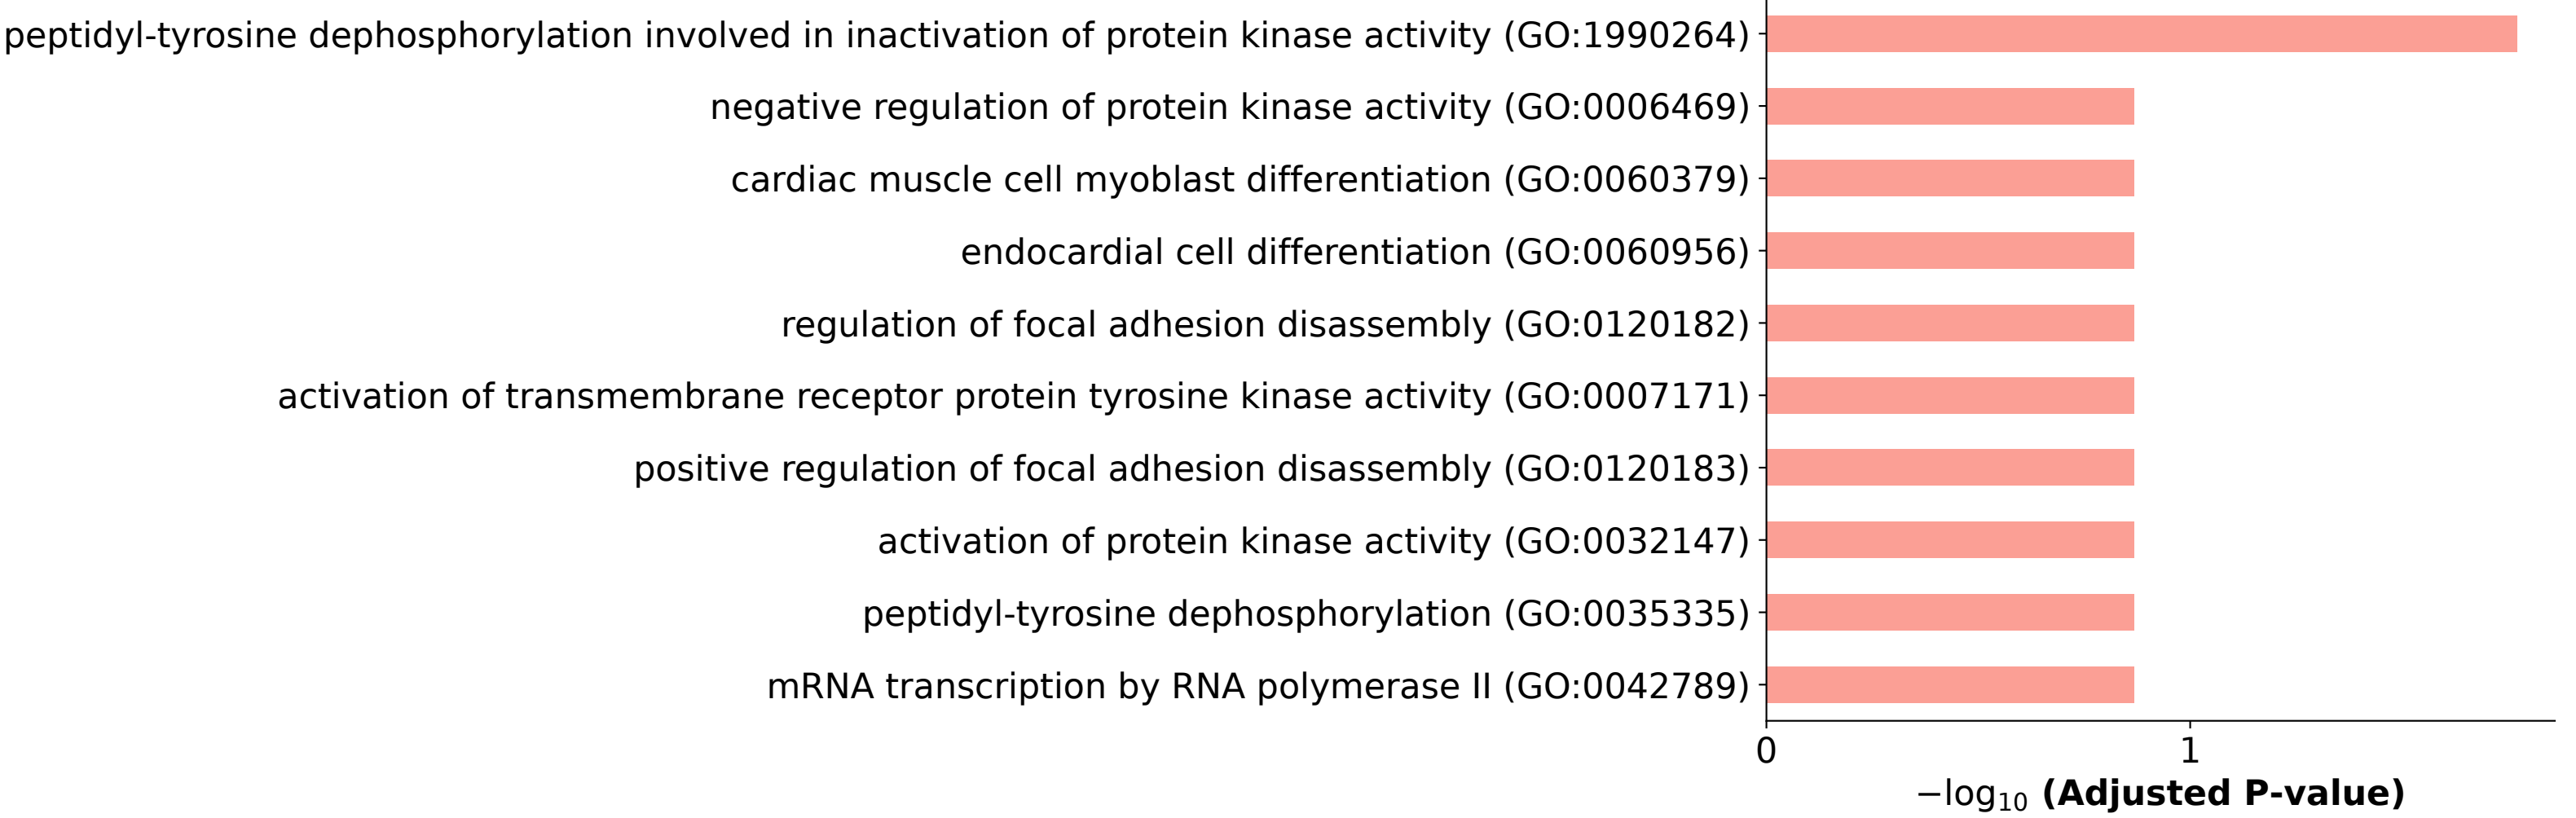 peptidyl-tyrosine dephosphorylation involved in inactivation of protein kinase activity (GO:1990264)
negative regulation of protein kinase activity (GO:0006469)
cardiac muscle cell myoblast differentiation (GO:0060379)
endocardial cell differentiation (GO:0060956)
regulation of focal adhesion disassembly (GO:0120182)
activation of transmembrane receptor protein tyrosine kinase activity (GO:0007171)
positive regulation of focal adhesion disassembly (GO:0120183)
activation of protein kinase activity (GO:0032147)
peptidyl-tyrosine dephosphorylation (GO:0035335)
mRNA transcription by RNA polymerase II (GO:0042789)
0 1
−log₁₀ (Adjusted P-value)